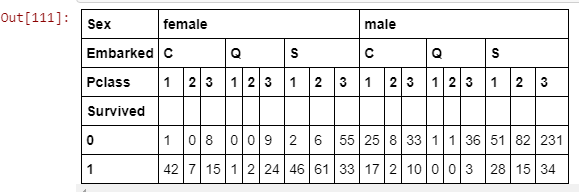 Out[111]:
Sex female male
Embarked C Q S C Q S
Pclass 1 2 3 1 2 3 1 2 3 1 2 3 1 2 3 1 2 3
Survived
0 1 0 8 0 0 9 2 6 55 25 8 33 1 1 36 51 82 231
1 42 7 15 1 2 24 46 61 33 17 2 10 0 0 3 28 15 34